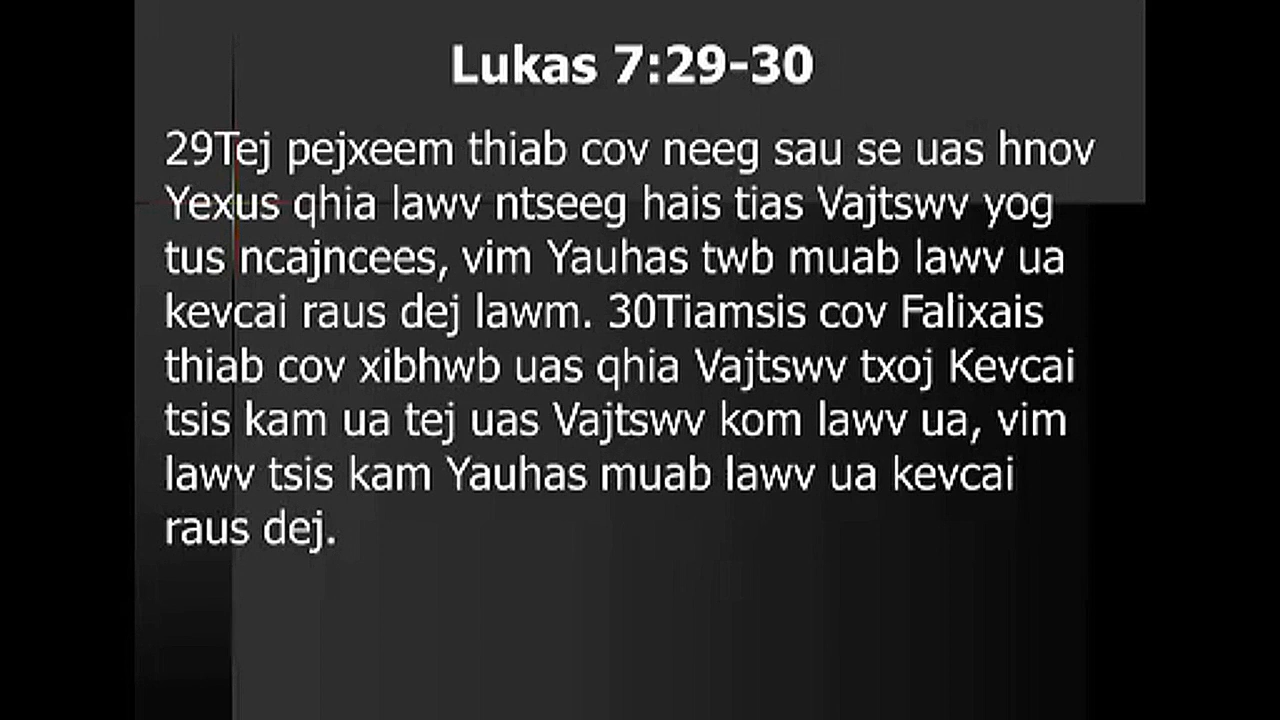 Lukas 7:29-30
29Tej pejxeem thiab cov neeg sau se uas hnov
Yexus qhia lawv ntseeg hais tias Vajtswv yog
tus ncajncees, vim Yauhas twb muab lawv ua
kevcai raus dej lawm. 30Tiamsis cov Falixais
thiab cov xibhwb uas qhia Vajtswv txoj Kevcai
tsis kam ua tej uas Vajtswv kom lawv ua, vim
lawv tsis kam Yauhas muab lawv ua kevcai
raus dej.